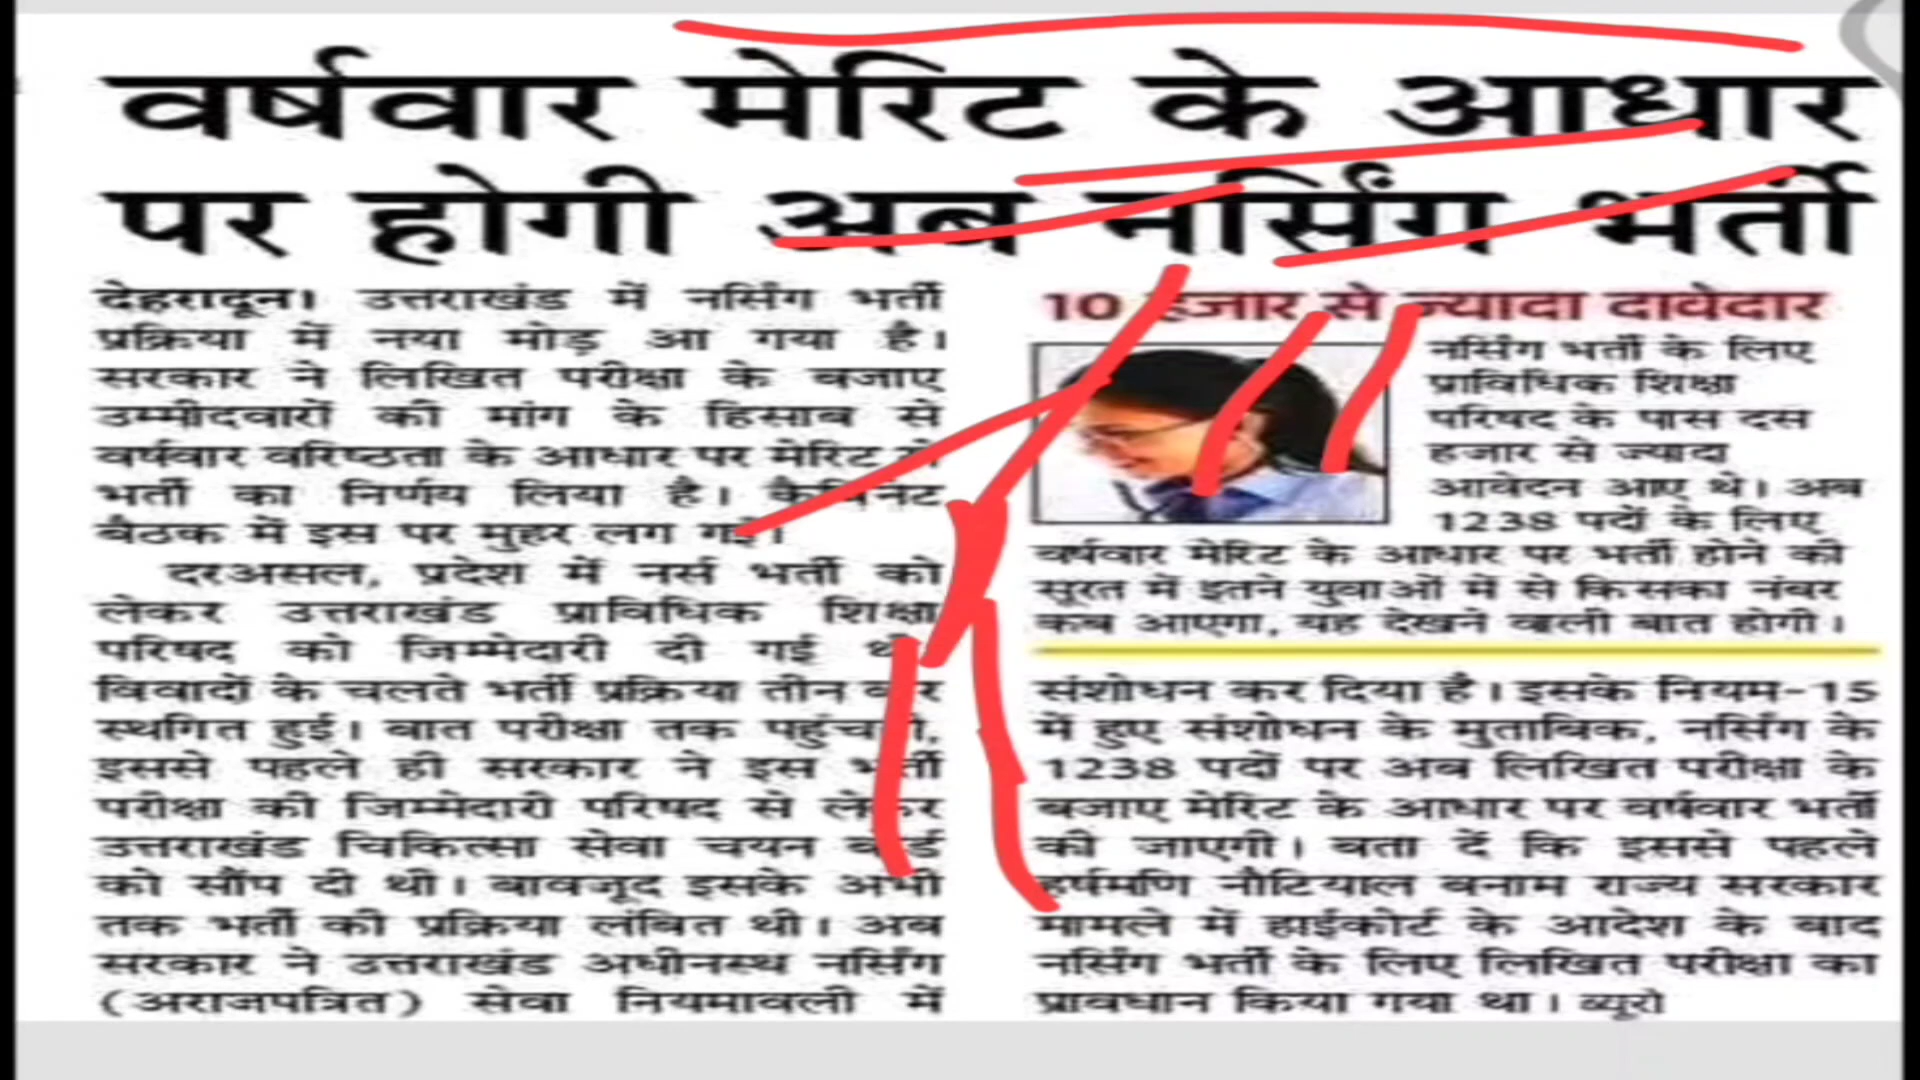 वर्षवार मेरिट के आधार
पर होगी अब नर्सिंग भर्ती
देहरादून। उत्तराखंड में नर्सिंग भर्ती
प्रक्रिया में नया मोड़ आ गया है।
सरकार ने लिखित परीक्षा के बजाए
उम्मीदवारों की मांग के हिसाब से
वर्षवार वरिष्ठता के आधार पर मेरिट से
भर्ती का निर्णय लिया है। कैबिनेट
बैठक में इस पर मुहर लग गई।
दरअसल, प्रदेश में नर्स भर्ती को
लेकर उत्तराखंड प्राविधिक शिक्षा
परिषद को जिम्मेदारी दी गई थी।
विवादों के चलते भर्ती प्रक्रिया तीन बार
स्थगित हुई। बात परीक्षा तक पहुंचती,
इससे पहले ही सरकार ने इस भर्ती
परीक्षा की जिम्मेदारी परिषद से लेकर
उत्तराखंड चिकित्सा सेवा चयन बोर्ड
को सौंप दी थी। बावजूद इसके अभी
तक भर्ती की प्रक्रिया लंबित थी। अब
सरकार ने उत्तराखंड अधीनस्थ नर्सिंग
(अराजपत्रित) सेवा नियमावली में
10 हजार से ज्यादा दावेदार
नर्सिंग भर्ती के लिए
प्राविधिक शिक्षा
परिषद के पास दस
हजार से ज्यादा
आवेदन आए थे। अब
1238 पदों के लिए
वर्षवार मेरिट के आधार पर भर्ती होने की
सूरत में इतने युवाओं में से किसका नंबर
कब आएगा, यह देखने वाली बात होगी।
संशोधन कर दिया है। इसके नियम-15
में हुए संशोधन के मुताबिक, नर्सिंग के
1238 पदों पर अब लिखित परीक्षा के
बजाए मेरिट के आधार पर वर्षवार भर्ती
की जाएगी। बता दें कि इससे पहले
हर्षमणि नौटियाल बनाम राज्य सरकार
मामले में हाईकोर्ट के आदेश के बाद
नर्सिंग भर्ती के लिए लिखित परीक्षा का
प्रावधान किया गया था। ब्यूरो